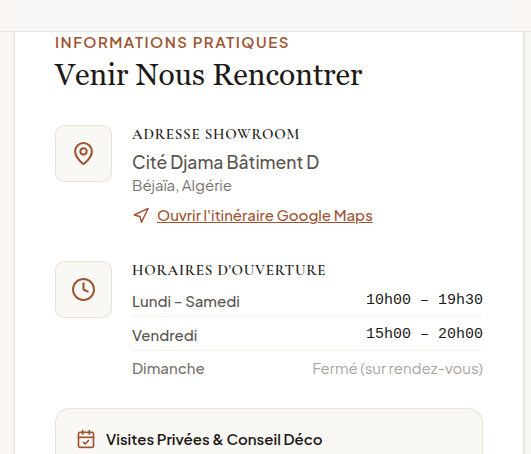 INFORMATIONS PRATIQUES
Venir Nous Rencontrer
ADRESSE SHOWROOM
Cité Djama Bâtiment D
Béjaïa, Algérie
Ouvrir l'itinéraire Google Maps
HORAIRES D'OUVERTURE
Lundi – Samedi 10h00 – 19h30
Vendredi 15h00 – 20h00
Dimanche Fermé (sur rendez-vous)
Visites Privées & Conseil Déco